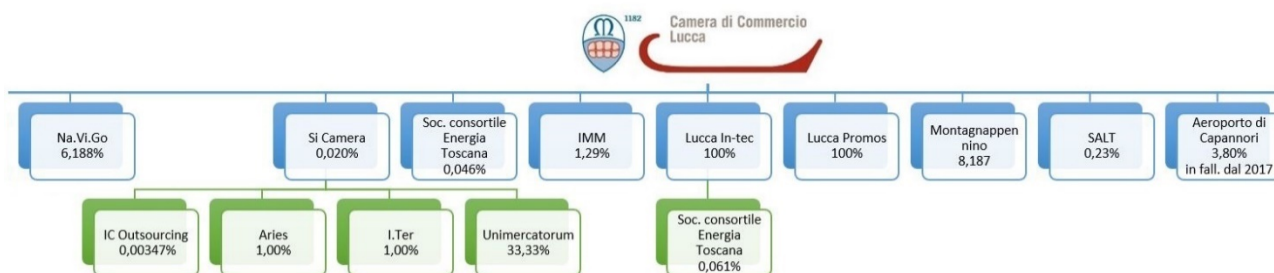 1182
Camera di Commercio
Lucca
Na.Vi.Go
6,188%
Si Camera
0,020%
Soc. consortile
Energia
Toscana
0,046%
IMM
1,29%
Lucca In-tec
100%
Lucca Promos
100%
Montagnappen
nino
8,187
SALT
0,23%
Aeroporto di
Capannori
3,80%
in fall. dal 2017
IC Outsourcing
0,00347%
Aries
1,00%
I.Ter
1,00%
Unimercatorum
33,33%
Soc. consortile
Energia
Toscana
0,061%